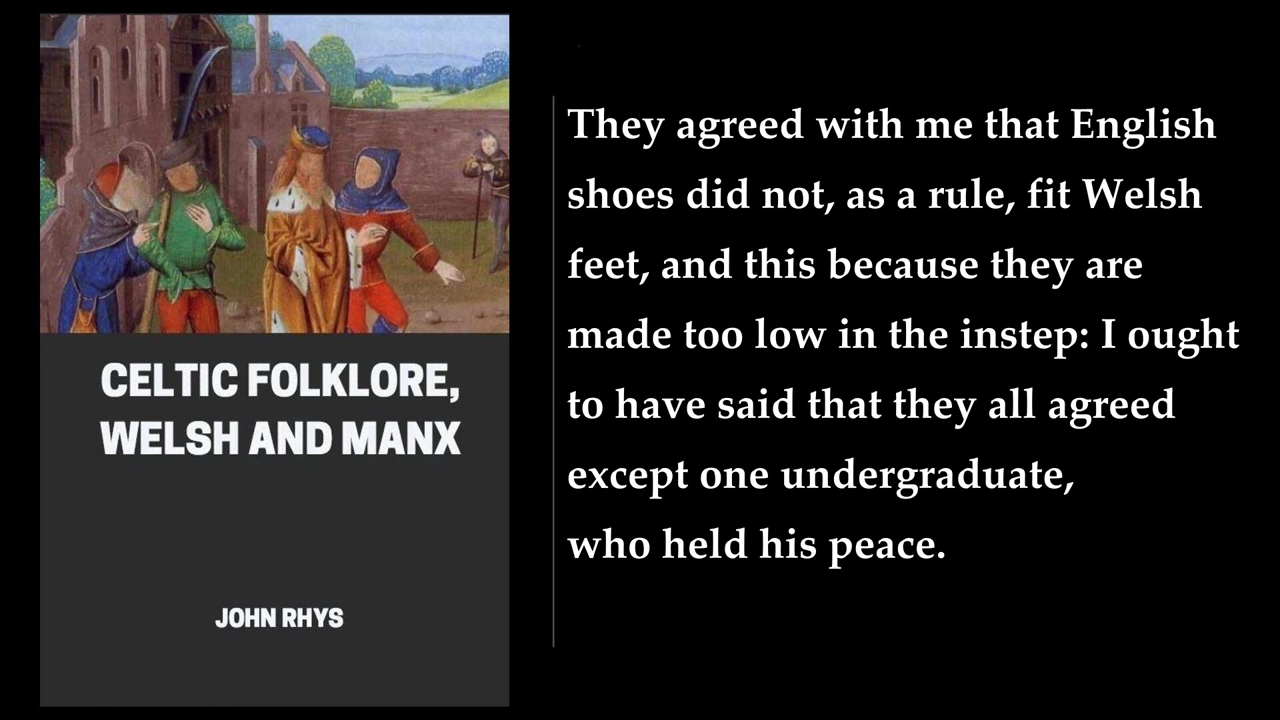 CELTIC FOLKLORE,
WELSH AND MANX
JOHN RHYS
They agreed with me that English
shoes did not, as a rule, fit Welsh
feet, and this because they are
made too low in the instep: I ought
to have said that they all agreed
except one undergraduate,
who held his peace.